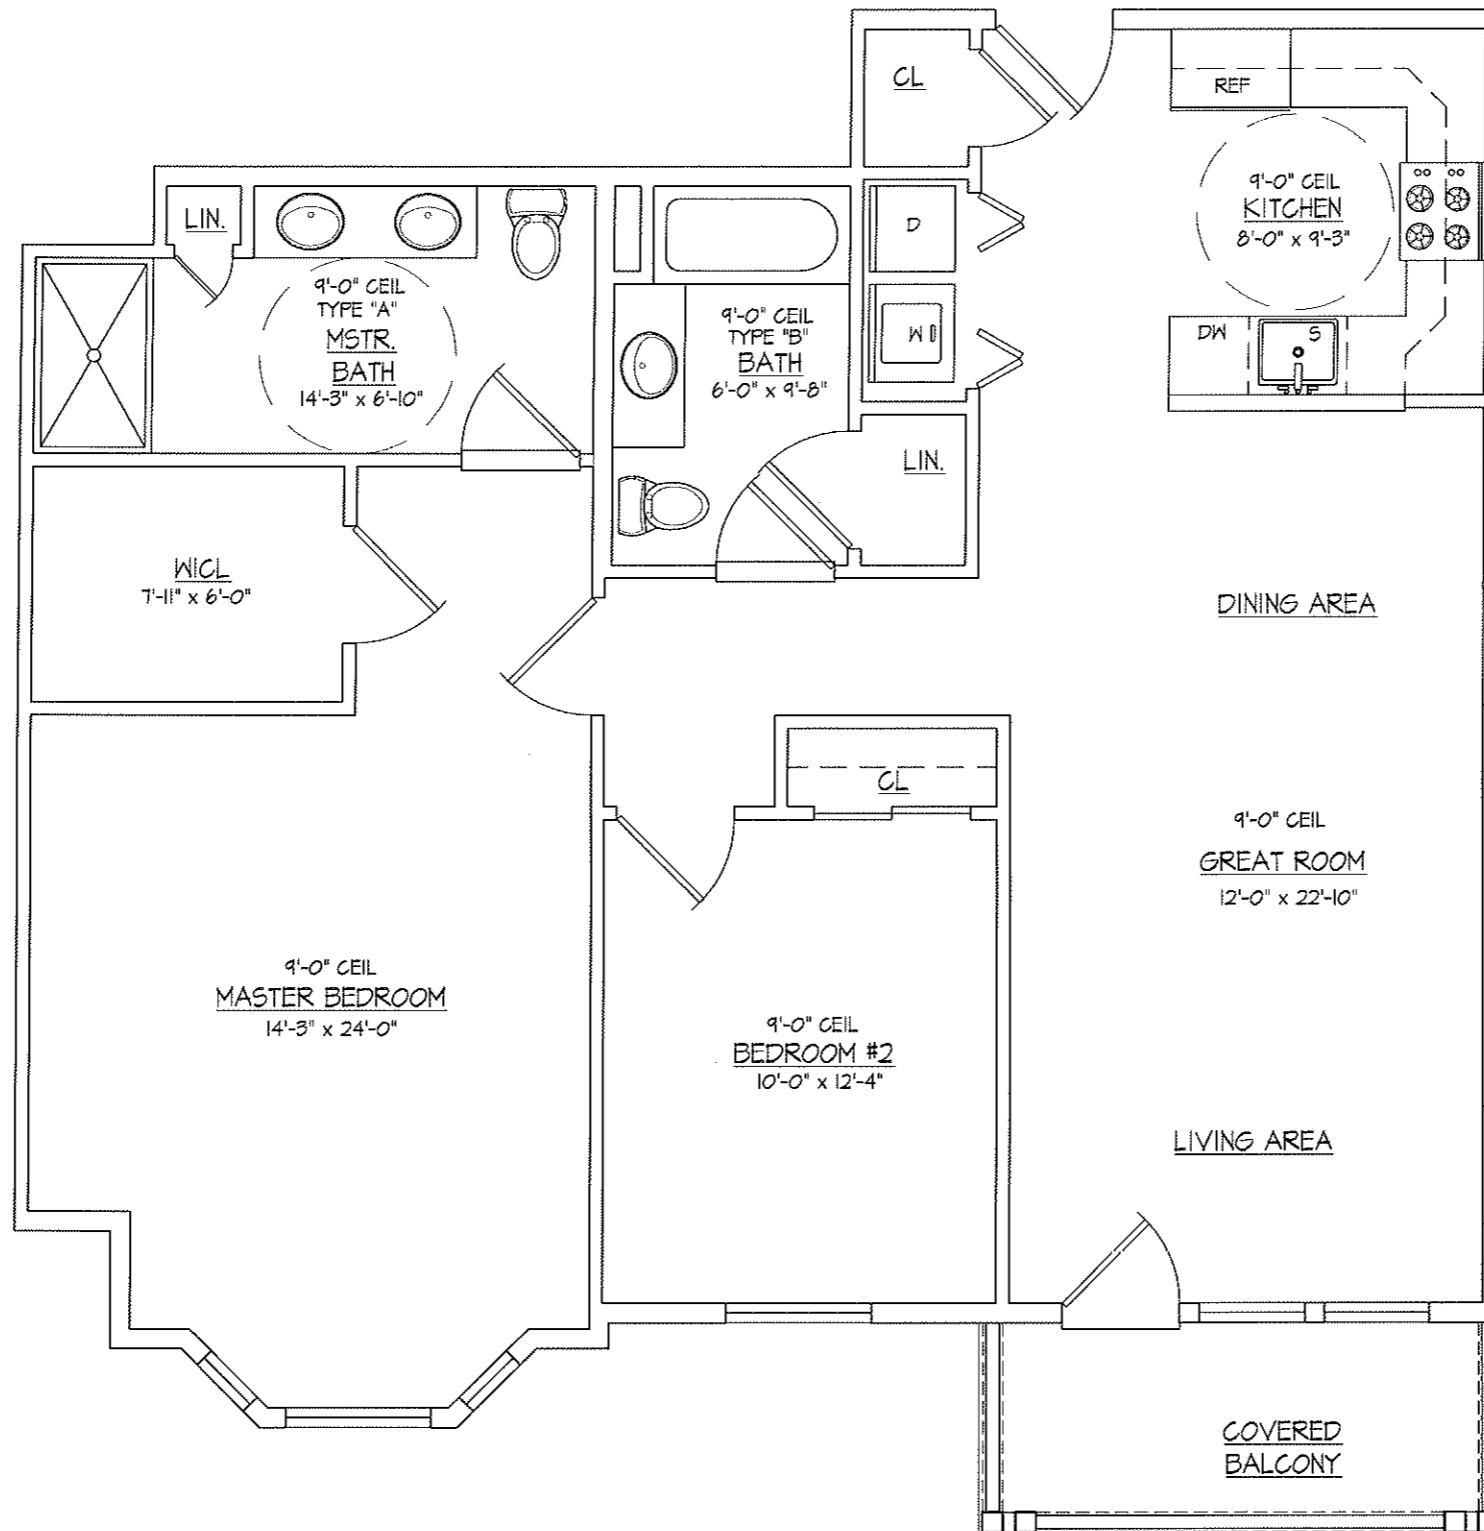 CL
REF
9'-0" CEIL
KITCHEN
8'-0" x 9'-3"
LIN.
D
9'-0" CEIL
TYPE "A"
MSTR.
BATH
14'-3" x 6'-10"
9'-0" CEIL
TYPE "B"
BATH
6'-0" x 9'-8"
W
DW
S
LIN.
WICL
7'-11" x 6'-0"
DINING AREA
CL
9'-0" CEIL
GREAT ROOM
12'-0" x 22'-10"
9'-0" CEIL
MASTER BEDROOM
14'-3" x 24'-0"
9'-0" CEIL
BEDROOM #2
10'-0" x 12'-4"
LIVING AREA
COVERED
BALCONY